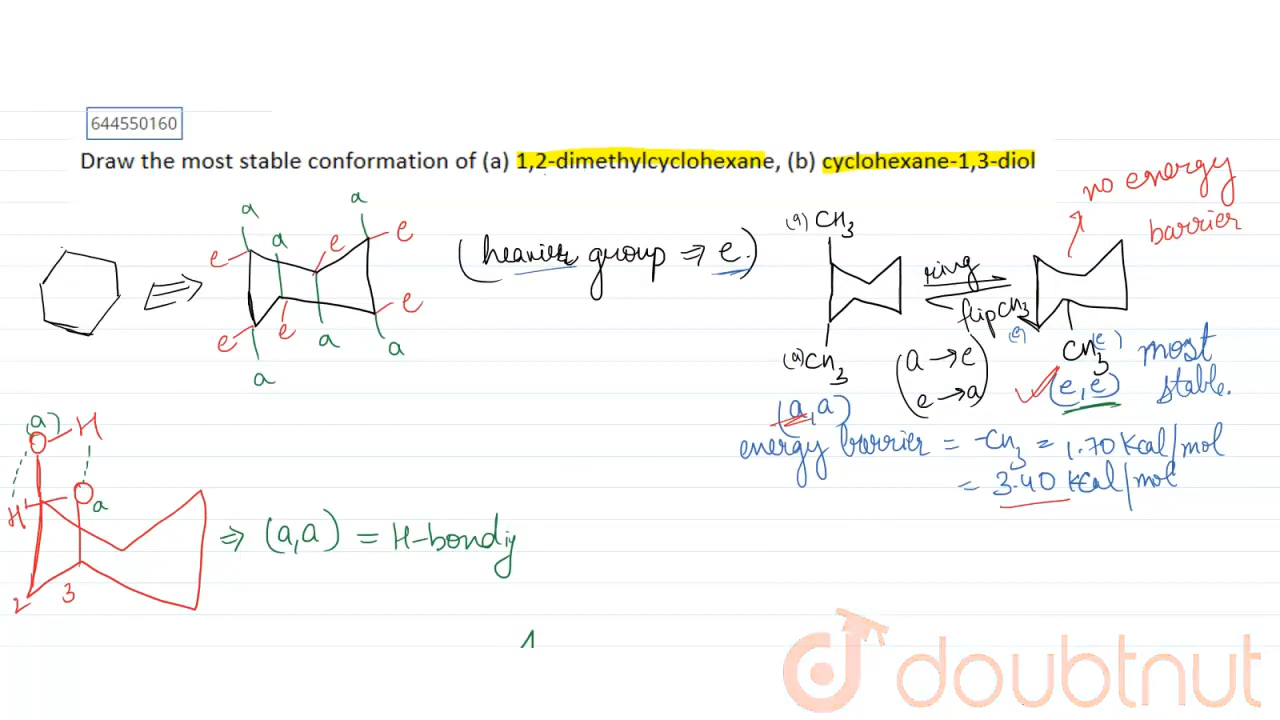 644550160
Draw the most stable conformation of (a) 1,2-dimethylcyclohexane, (b) cyclohexane-1,3-diol
no energy
barrier
a
a
a
e
e
e
e
e
e
a
a
a
(heavier group ⇒ e.)
(a) CH3
ring
flip
CH3
(e)
CH3
(e)
(a) CH3
(a,a)
(a → e
e → a)
(e,e)
most
stable.
energy barrier = -CH3 = 1.70 Kcal/mol
= 3.40 Kcal/mol
(a)
O-H
H
O
a
2
3
⇒ (a,a) = H-bondig
doubtnut